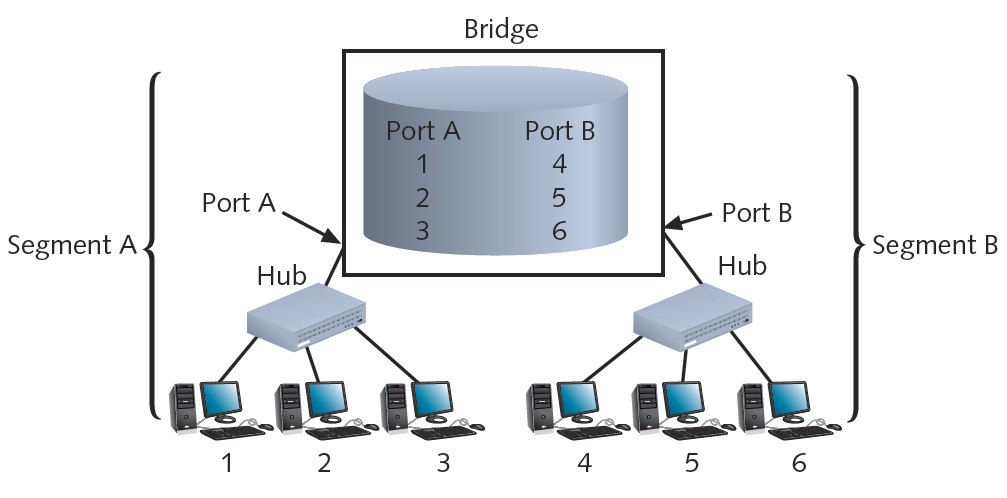 Bridge
Port A Port B
1 4
2 5
3 6
Port A
Port B
Segment A
Segment B
Hub
Hub
1 2 3 4 5 6